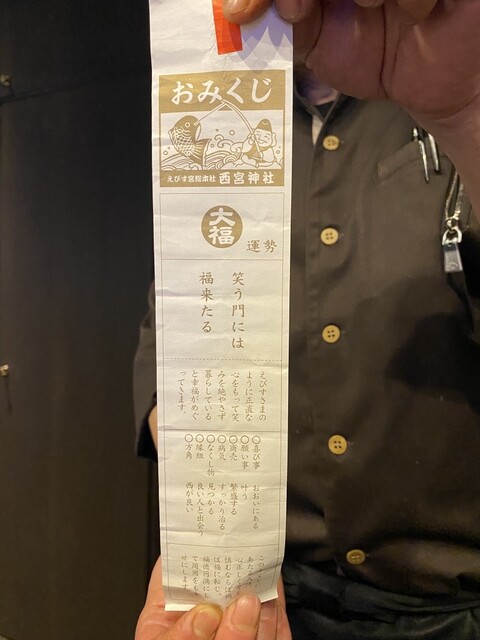 おみくじ
えびす宮総本社 西宮神社
大福
運勢
笑う門には
福来たる
えびすさまの
ように正直な
心をもって笑
みを絶やさず
暮らしている
と幸福がめぐ
ってきます。
○喜び事 おおいにある
○願い事 叶う
○商売 繁盛する
○病気 すっかり治る
○なくし物 見つかる
○縁組 良い人と出会う
○方角 西が良い